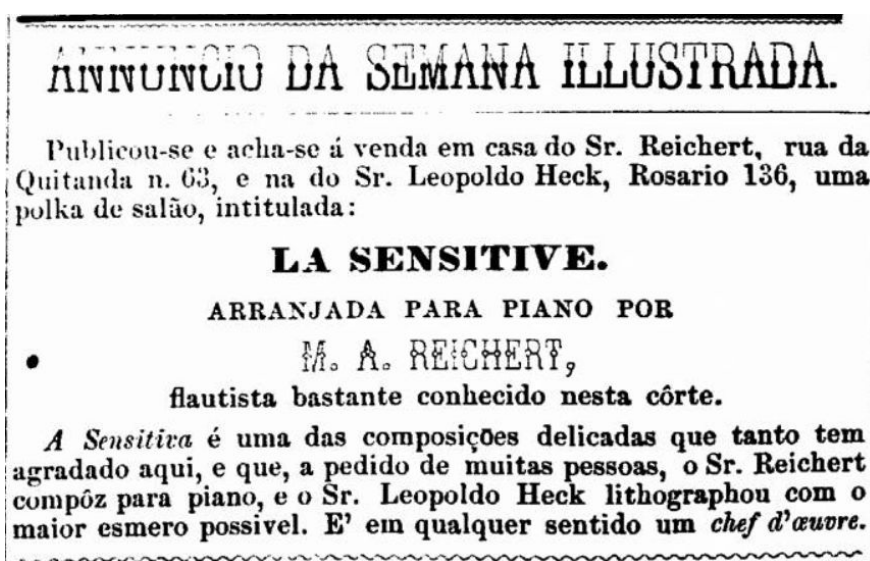 ANNUNCIO DA SEMANA ILLUSTRADA.
Publicou-se e acha-se á venda em casa do Sr. Reichert, rua da
Quitanda n. 63, e na do Sr. Leopoldo Heck, Rosario 136, uma
polka de salão, intitulada:
LA SENSITIVE.
ARRANJADA PARA PIANO POR
M. A. REICHERT,
flautista bastante conhecido nesta côrte.
A Sensitiva é uma das composições delicadas que tanto tem
agradado aqui, e que, a pedido de muitas pessoas, o Sr. Reichert
compôz para piano, e o Sr. Leopoldo Heck lithographou com o
maior esmero possivel. E' em qualquer sentido um chef d'œuvre.